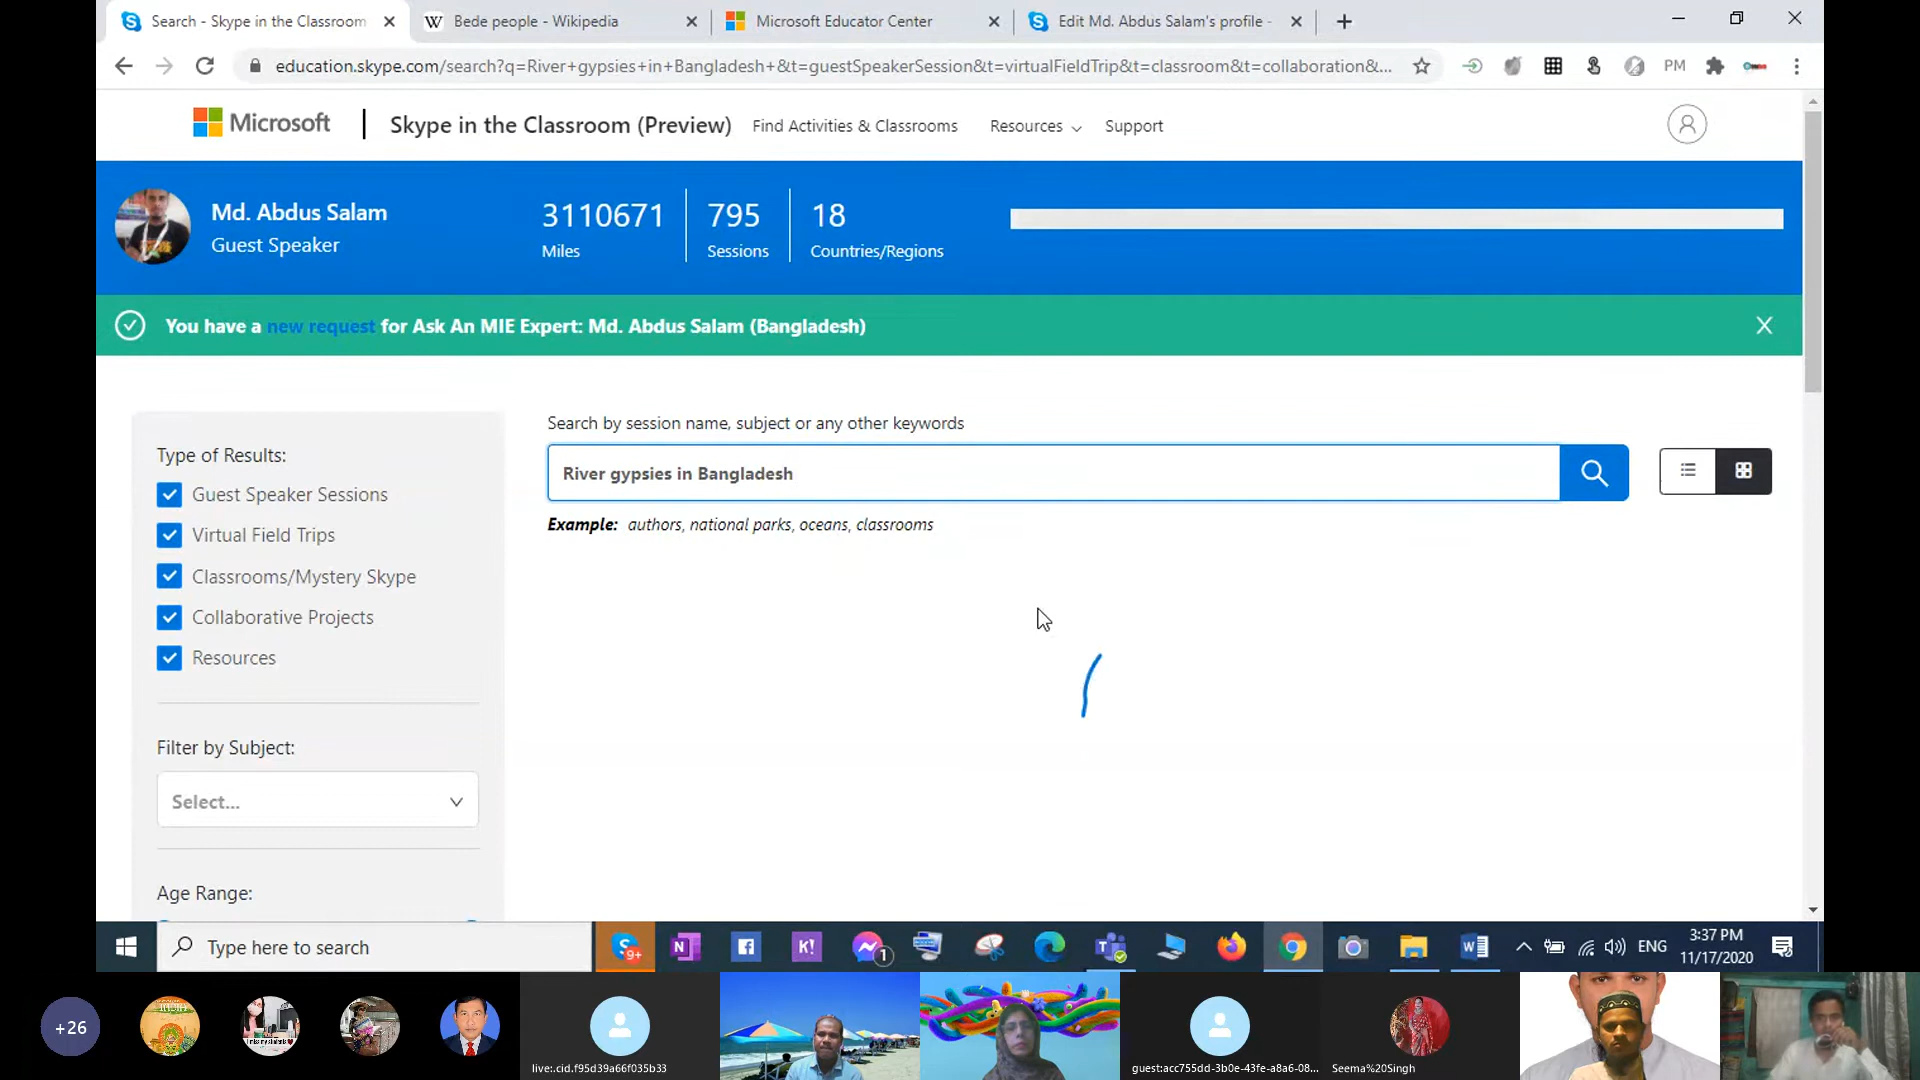 Search - Skype in the Classroom
Bede people - Wikipedia
Microsoft Educator Center
Edit Md. Abdus Salam's profile -
education.skype.com/search?q=River+gypsies+in+Bangladesh+&t=guestSpeakerSession&t=virtualFieldTrip&t=classroom&t=collaboration&...
PM
Microsoft
Skype in the Classroom (Preview)
Find Activities & Classrooms
Resources
Support
Md. Abdus Salam
Guest Speaker
3110671
Miles
795
Sessions
18
Countries/Regions
You have a new request for Ask An MIE Expert: Md. Abdus Salam (Bangladesh)
Type of Results:
Guest Speaker Sessions
Virtual Field Trips
Classrooms/Mystery Skype
Collaborative Projects
Resources
Filter by Subject:
Select...
Age Range:
Search by session name, subject or any other keywords
River gypsies in Bangladesh
Example: authors, national parks, oceans, classrooms
Type here to search
9+
K!
1
ENG
3:37 PM
11/17/2020
+26
live:.cid.f95d39a66f035b33
guest:acc755dd-3b0e-43fe-a8a6-08...
Seema%20Singh